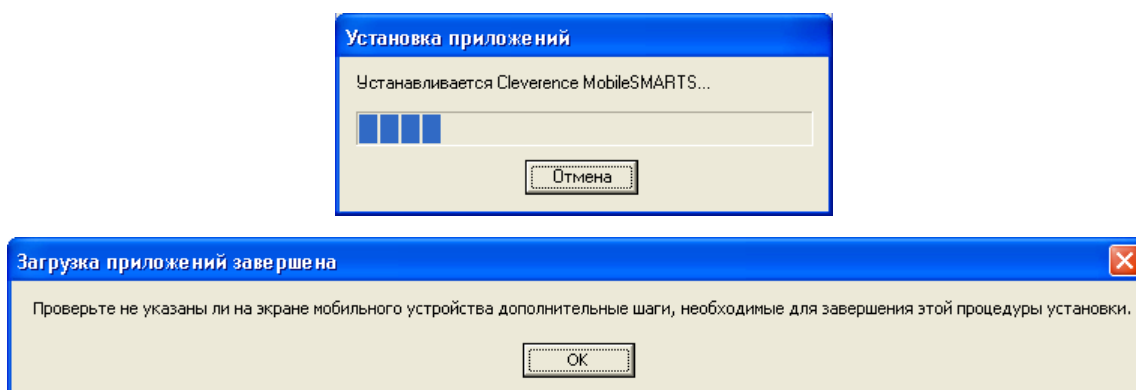 Установка приложений
Устанавливается Cleverence MobileSMARTS...
Отмена
Загрузка приложений завершена
Проверьте не указаны ли на экране мобильного устройства дополнительные шаги, необходимые для завершения этой процедуры установки.
OK